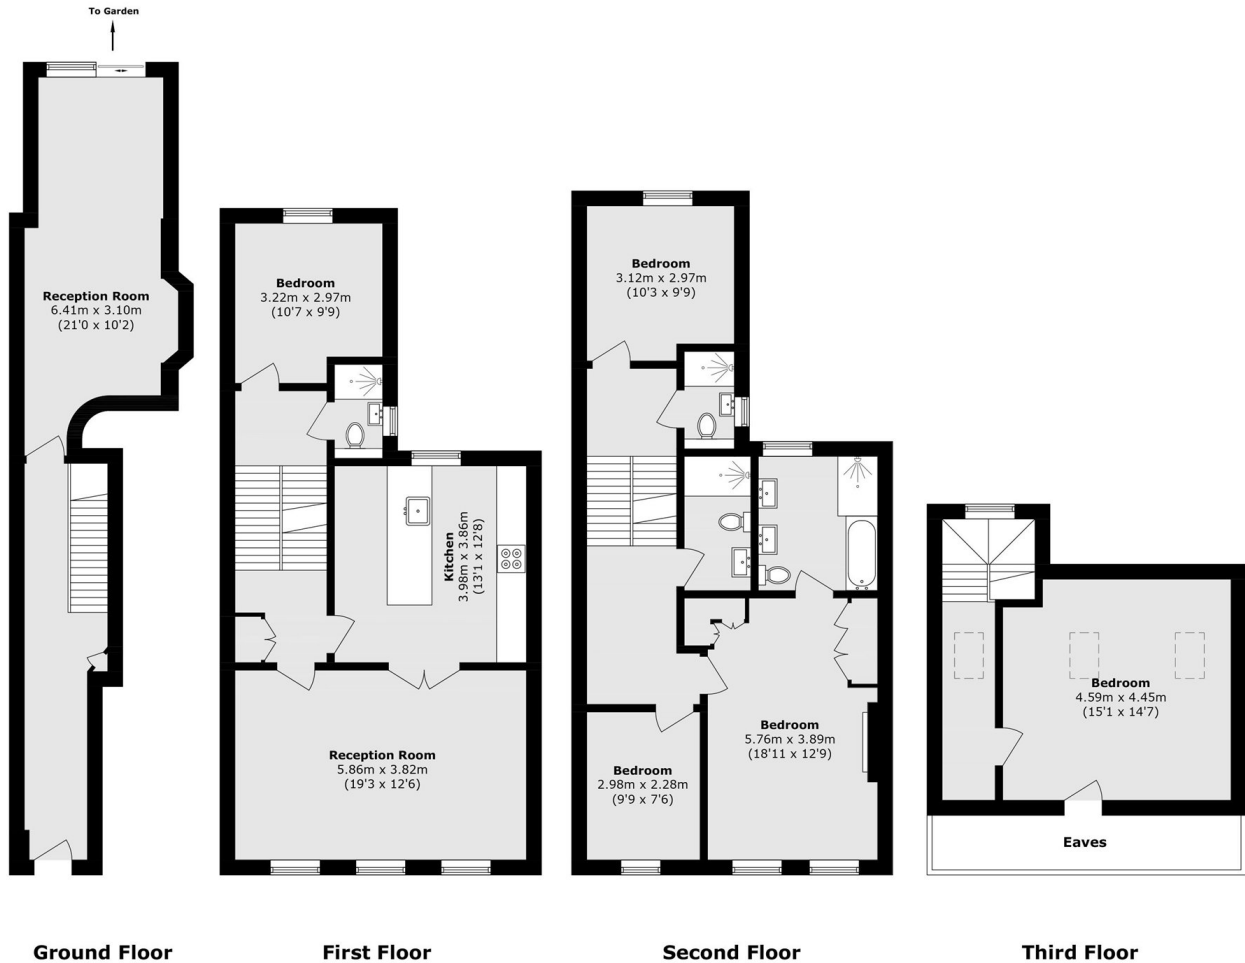 To Garden
Reception Room
6.41m x 3.10m
(21'0 x 10'2)
Ground Floor
Bedroom
3.22m x 2.97m
(10'7 x 9'9)
Kitchen
3.98m x 3.86m
(13'1 x 12'8)
Reception Room
5.86m x 3.82m
(19'3 x 12'6)
First Floor
Bedroom
3.12m x 2.97m
(10'3 x 9'9)
Bedroom
5.76m x 3.89m
(18'11 x 12'9)
Bedroom
2.98m x 2.28m
(9'9 x 7'6)
Second Floor
Bedroom
4.59m x 4.45m
(15'1 x 14'7)
Eaves
Third Floor